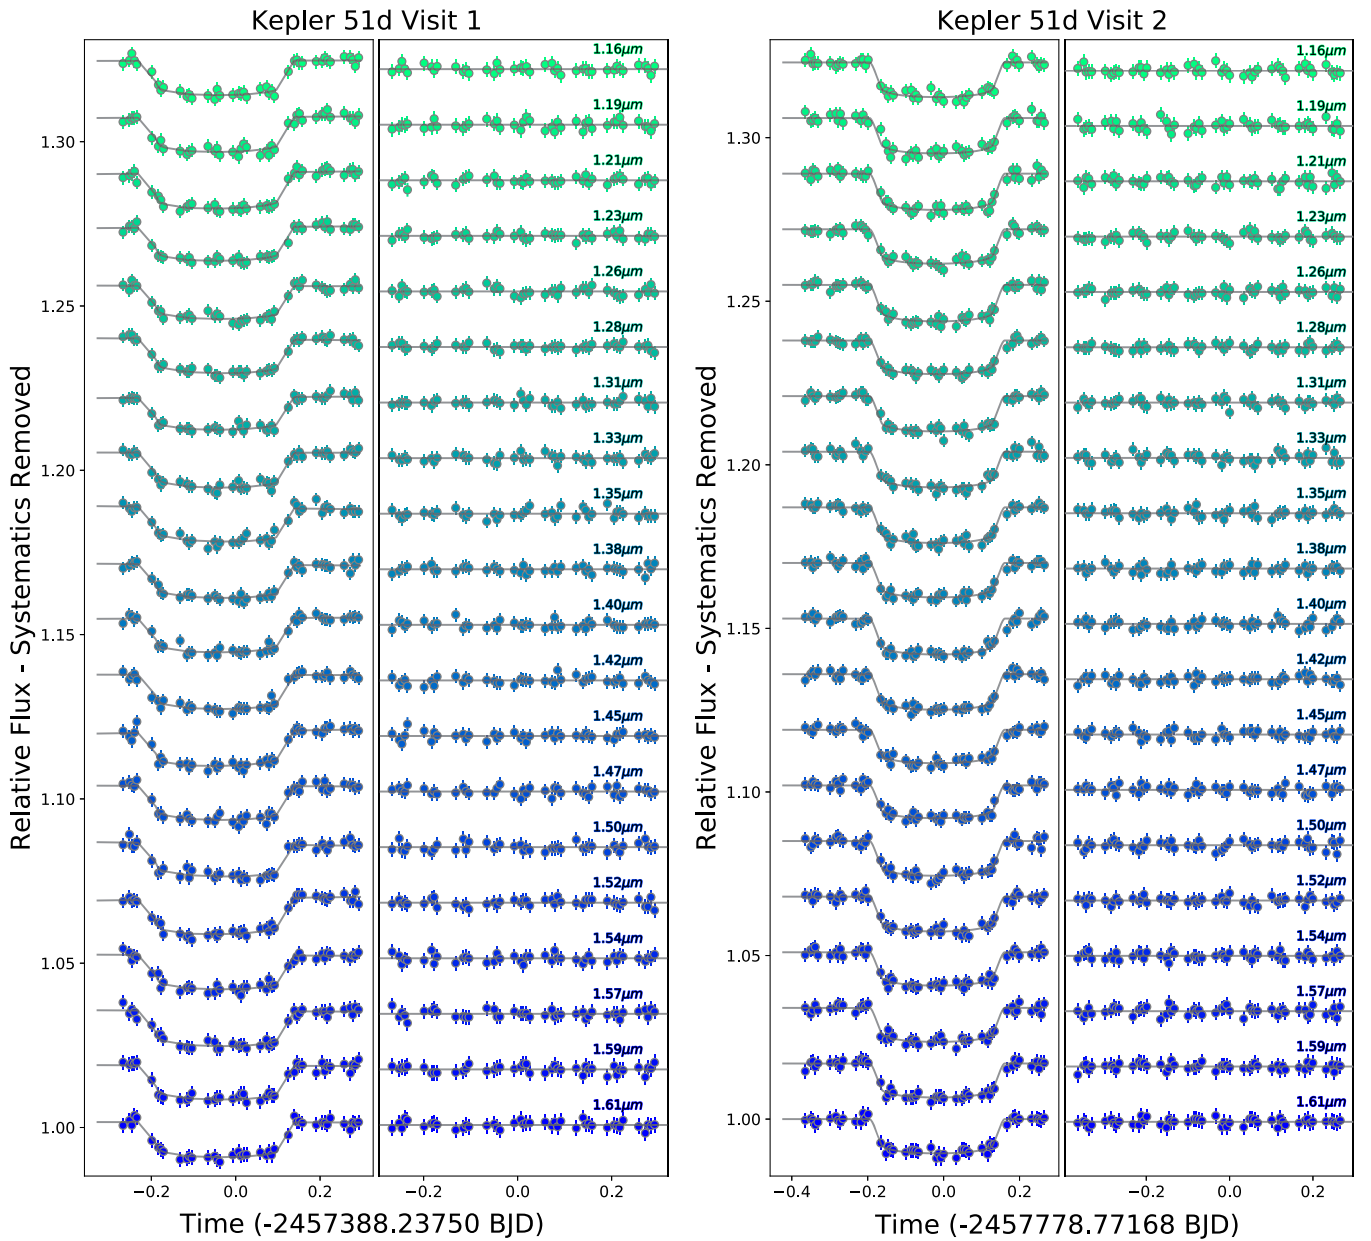 Kepler 51d Visit 1
Relative Flux - Systematics Removed
1.30
1.25
1.20
1.15
1.10
1.05
1.00
1.16μm
1.19μm
1.21μm
1.23μm
1.26μm
1.28μm
1.31μm
1.33μm
1.35μm
1.38μm
1.40μm
1.42μm
1.45μm
1.47μm
1.50μm
1.52μm
1.54μm
1.57μm
1.59μm
1.61μm
−0.2 0.0 0.2 −0.2 0.0 0.2
Time (-2457388.23750 BJD)
Kepler 51d Visit 2
Relative Flux - Systematics Removed
1.30
1.25
1.20
1.15
1.10
1.05
1.00
1.16μm
1.19μm
1.21μm
1.23μm
1.26μm
1.28μm
1.31μm
1.33μm
1.35μm
1.38μm
1.40μm
1.42μm
1.45μm
1.47μm
1.50μm
1.52μm
1.54μm
1.57μm
1.59μm
1.61μm
−0.4 −0.2 0.0 0.2 −0.2 0.0 0.2
Time (-2457778.77168 BJD)